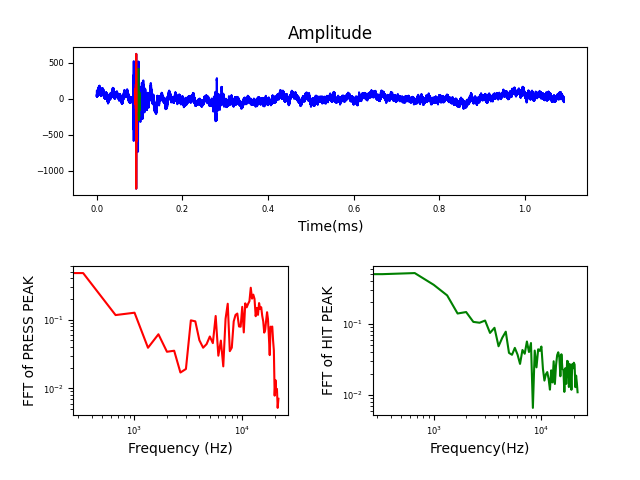 Amplitude
500
0
−500
−1000
0.0 0.2 0.4 0.6 0.8 1.0
Time(ms)
FFT of PRESS PEAK
10⁻¹
10⁻²
10³ 10⁴
Frequency (Hz)
FFT of HIT PEAK
10⁻¹
10⁻²
10³ 10⁴
Frequency(Hz)